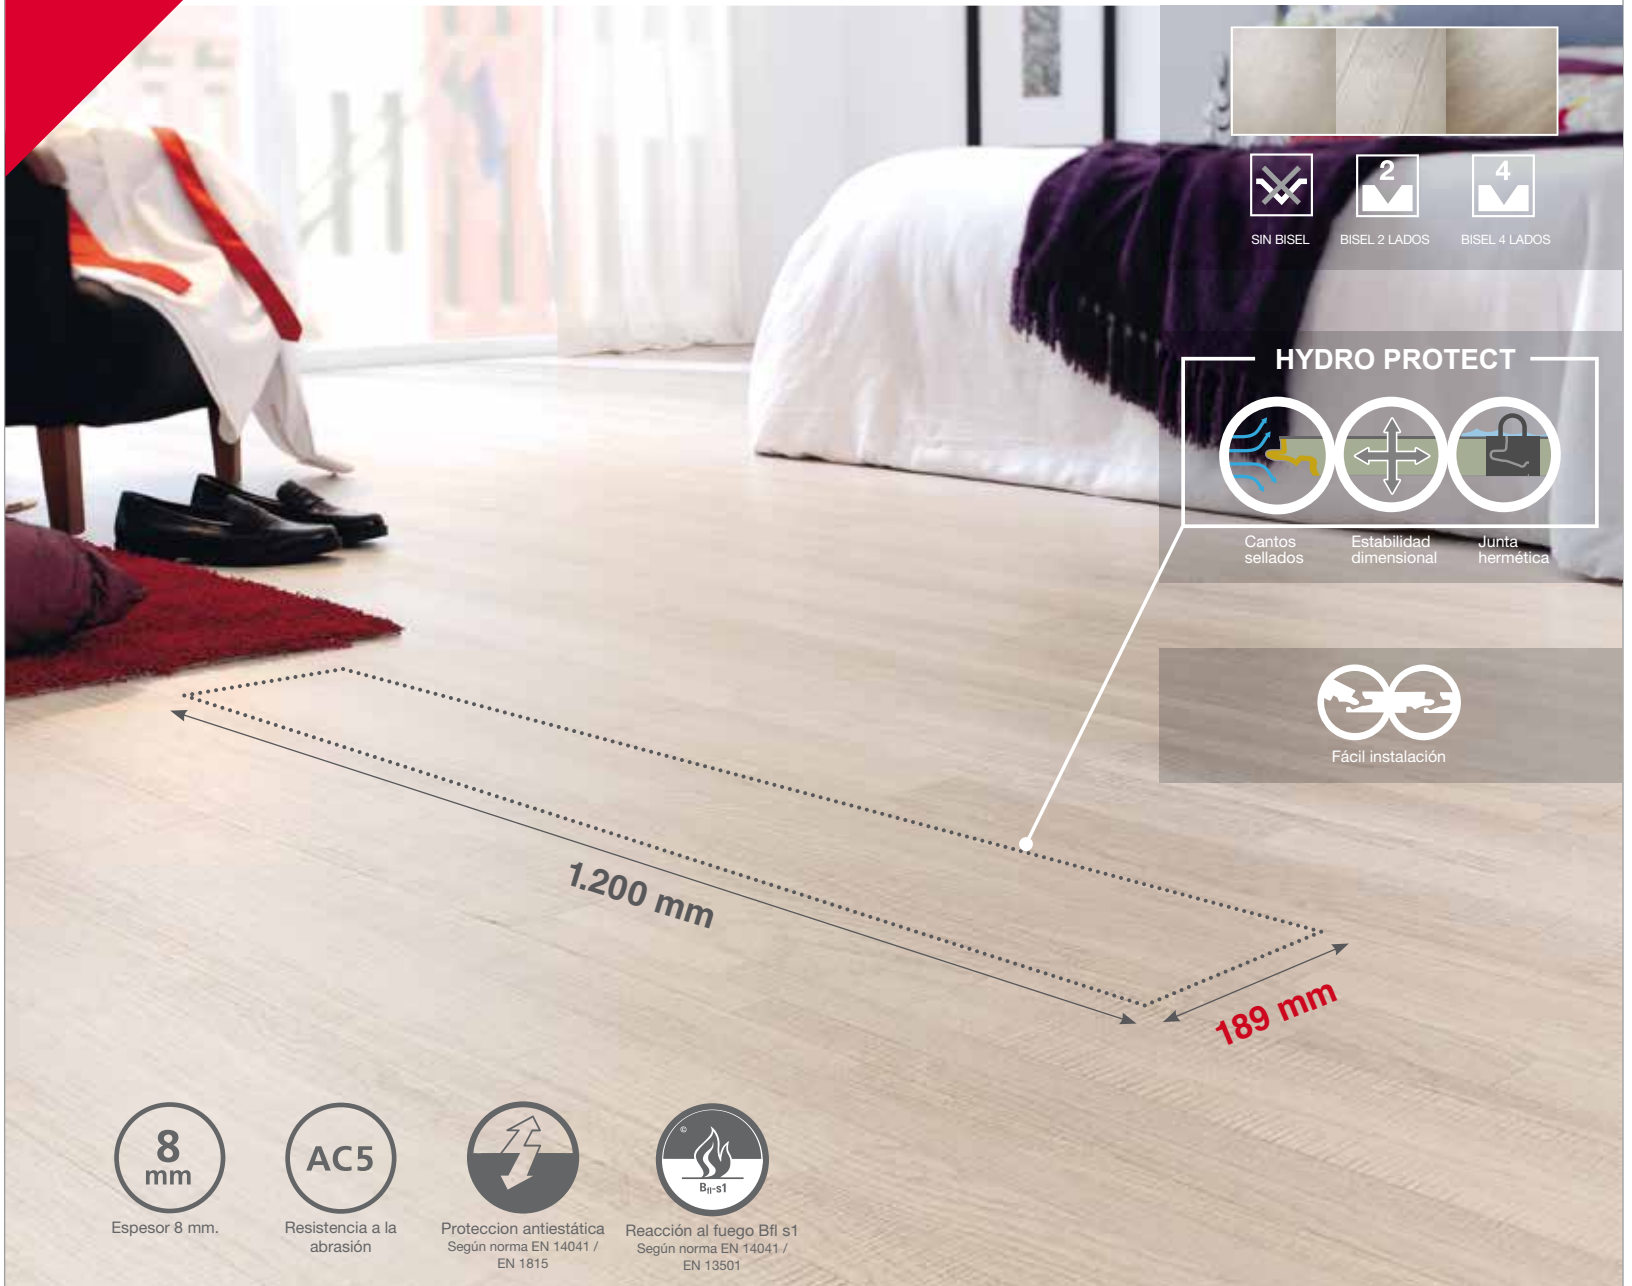 2
4
SIN BISEL
BISEL 2 LADOS
BISEL 4 LADOS
HYDRO PROTECT
Cantos
sellados
Estabilidad
dimensional
Junta
hermética
Fácil instalación
1.200 mm
189 mm
8
mm
Espesor 8 mm.
AC5
Resistencia a la
abrasión
Proteccion antiestática
Según norma EN 14041 /
EN 1815
©
Bfl-s1
Reacción al fuego Bfl s1
Según norma EN 14041 /
EN 13501